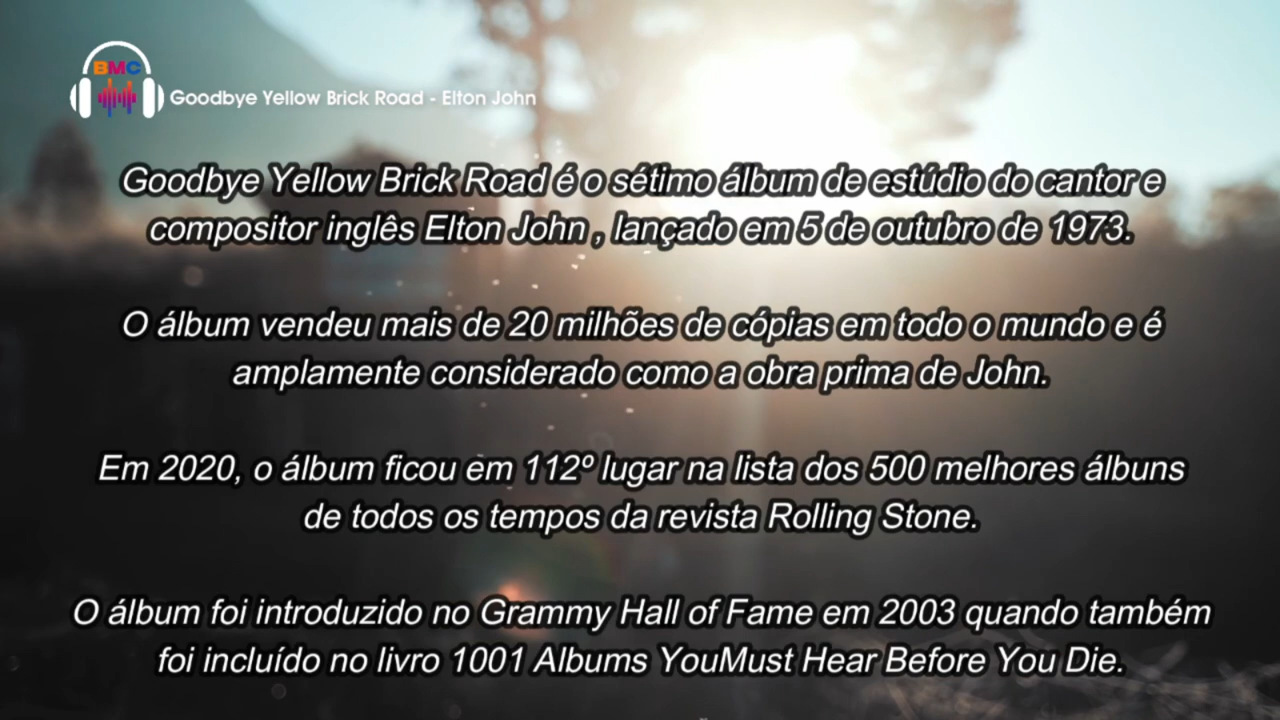 BMC
Goodbye Yellow Brick Road - Elton John
Goodbye Yellow Brick Road é o sétimo álbum de estúdio do cantor e
compositor inglês Elton John , lançado em 5 de outubro de 1973.
O álbum vendeu mais de 20 milhões de cópias em todo o mundo e é
amplamente considerado como a obra prima de John.
Em 2020, o álbum ficou em 112º lugar na lista dos 500 melhores álbuns
de todos os tempos da revista Rolling Stone.
O álbum foi introduzido no Grammy Hall of Fame em 2003 quando também
foi incluído no livro 1001 Albums YouMust Hear Before You Die.